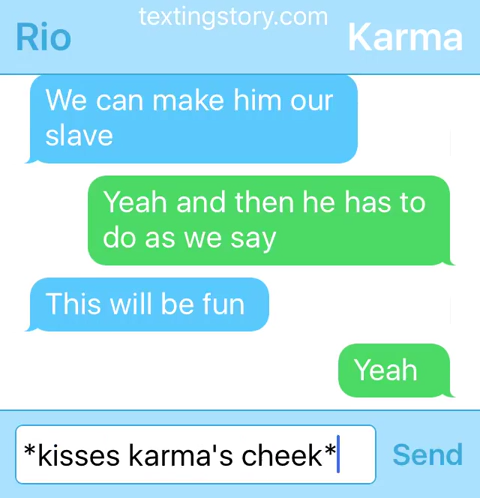 textingstory.com
Rio
Karma
We can make him our
slave
Yeah and then he has to
do as we say
This will be fun
Yeah
*kisses karma's cheek*
Send